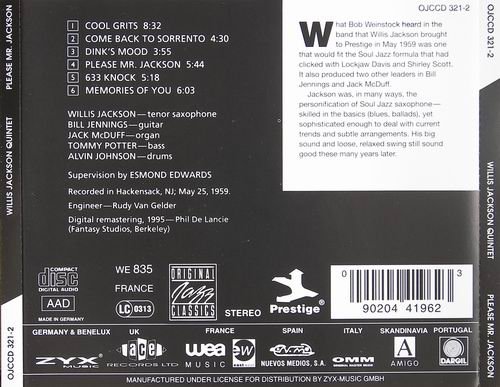 PLEASE MR. JACKSON
WILLIS JACKSON QUINTET
OJCCD 321-2
1 COOL GRITS 8:32
2 COME BACK TO SORRENTO 4:30
3 DINK'S MOOD 3:55
4 PLEASE MR. JACKSON 5:44
5 633 KNOCK 5:18
6 MEMORIES OF YOU 6:03
WILLIS JACKSON—tenor saxophone
BILL JENNINGS—guitar
JACK McDUFF—organ
TOMMY POTTER—bass
ALVIN JOHNSON—drums
Supervision by ESMOND EDWARDS
Recorded in Hackensack, NJ; May 25, 1959.
Engineer—Rudy Van Gelder
Digital remastering, 1995—Phil De Lancie
(Fantasy Studios, Berkeley)
OJCCD 321-2
What Bob Weinstock heard in the
band that Willis Jackson brought
to Prestige in May 1959 was one
that would fit the Soul Jazz formula that had
clicked with Lockjaw Davis and Shirley Scott.
It also produced two other leaders in Bill
Jennings and Jack McDuff.
Jackson was, in many ways, the
personification of Soul Jazz saxophone—
skilled in the basics (blues, ballads), yet
sophisticated enough to deal with current
trends and subtle arrangements. His big
sound and loose, relaxed swing still sound
good these many years later.
COMPACT
disc
DIGITAL AUDIO
AAD
MADE IN GERMANY
WE 835
FRANCE
LC 0313
ORIGINAL
JAZZ
CLASSICS
STEREO
Prestige
0 90204 41962 3
GERMANY & BENELUX
ZYX
MUSIC
UK
ace
RECORDS LTD
FRANCE
wea
MUSIC
ew
SPAIN
NUEVOS MEDIOS, S.A.
ITALY
OMM
ORIGINAL MASTER MUSIC
SKANDINAVIA
A
AMIGO
PORTUGAL
DARGIL
MANUFACTURED UNDER LICENSE FOR DISTRIBUTION BY ZYX-MUSIC GMBH
OJCCD 321-2
WILLIS JACKSON QUINTET
PLEASE MR. JACKSON
OJCCD 321-2